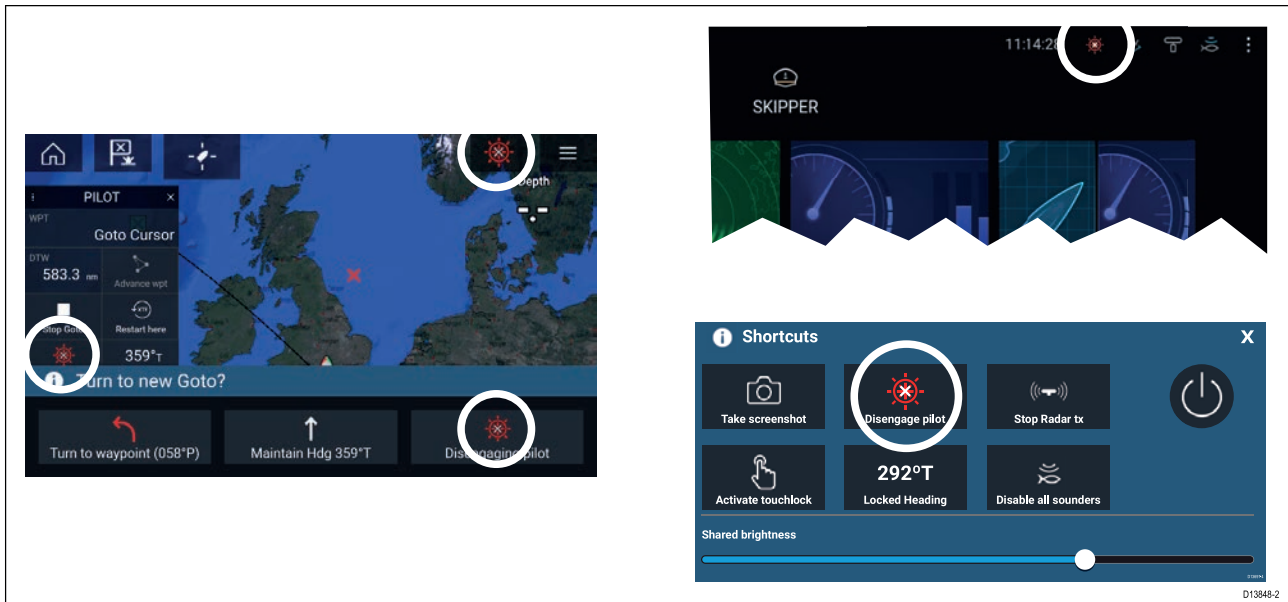 Depth
PILOT
X
WPT
Goto Cursor
DTW
583.3 nm
Advance wpt
XTE
Stop Goto
Restart here
359°T
Turn to new Goto?
Turn to waypoint (058°P)
Maintain Hdg 359°T
Disengaging pilot
11:14:28
1
SKIPPER
Shortcuts
X
Take screenshot
Disengage pilot
Stop Radar tx
Activate touchlock
292°T
Locked Heading
Disable all sounders
Shared brightness
D13848-2